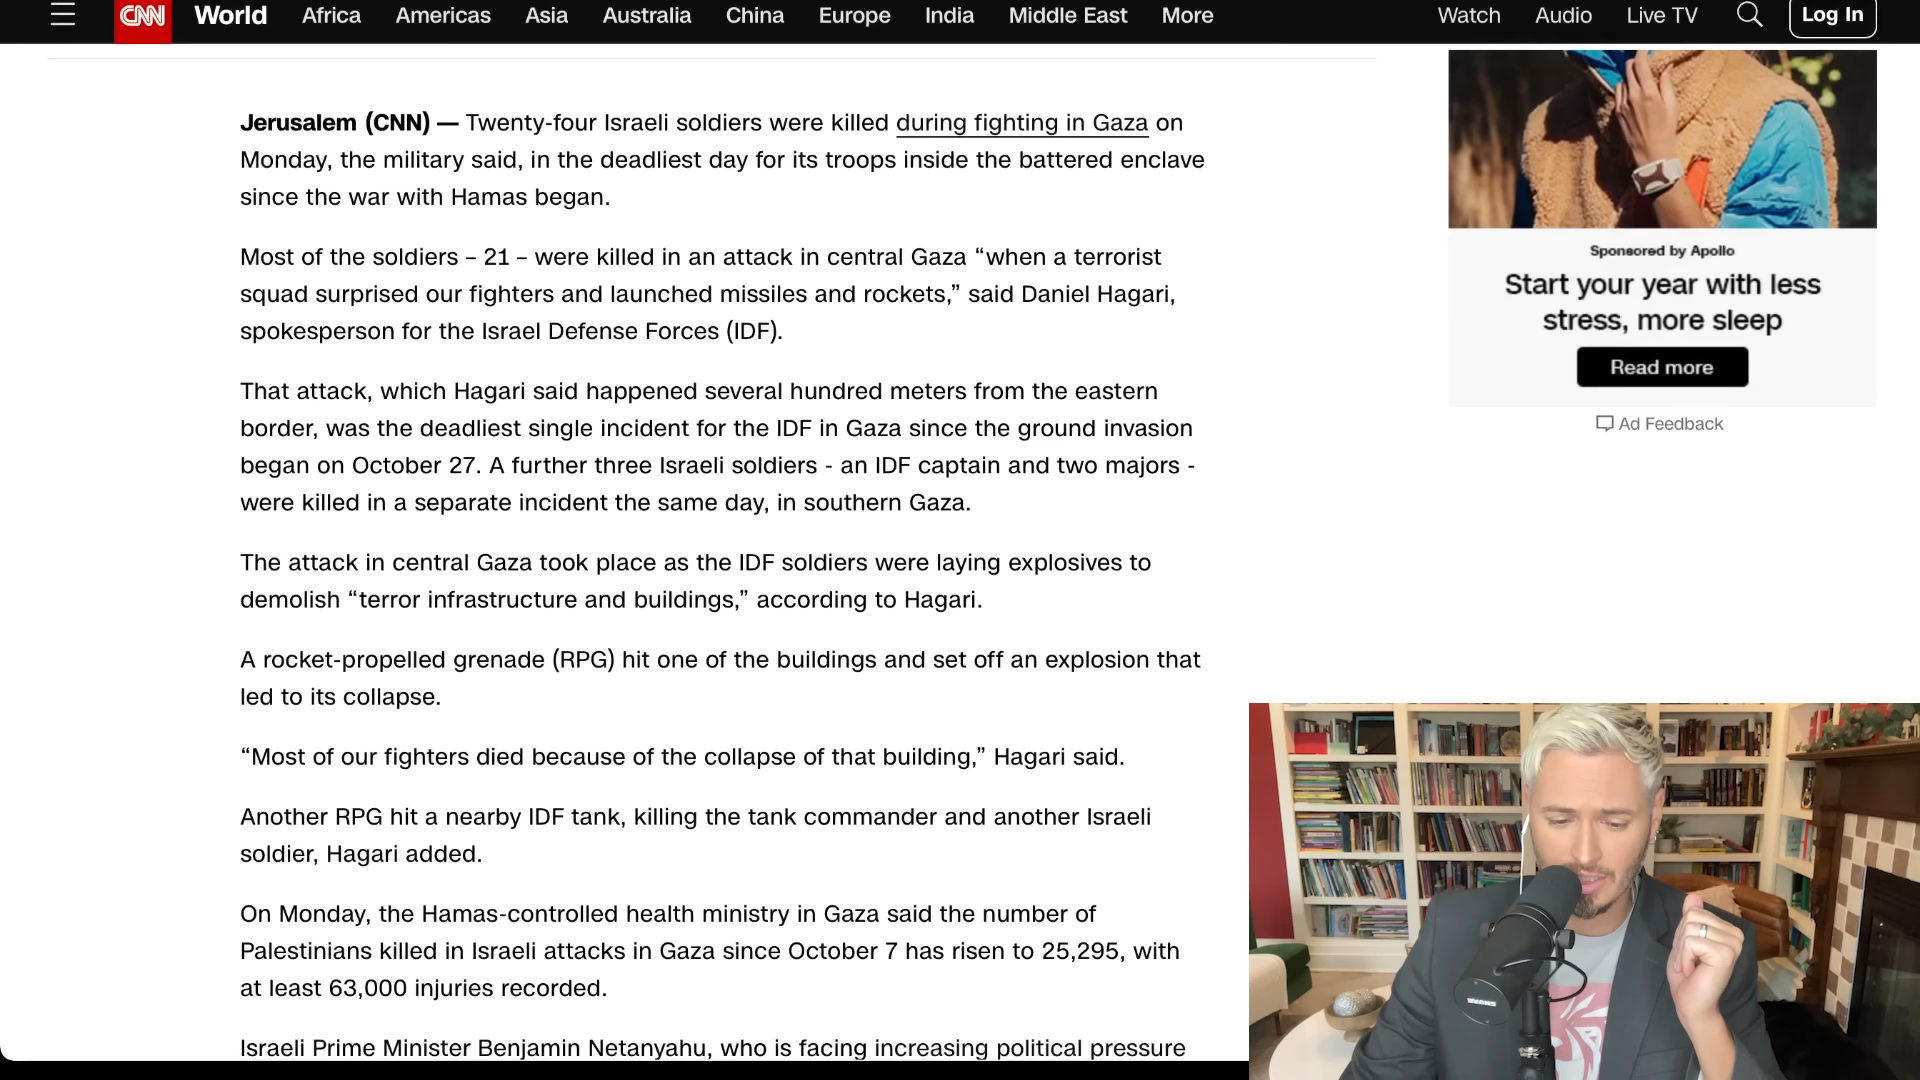 CNN World Africa Americas Asia Australia China Europe India Middle East More Watch Audio Live TV Log In
Jerusalem (CNN) — Twenty-four Israeli soldiers were killed during fighting in Gaza on
Monday, the military said, in the deadliest day for its troops inside the battered enclave
since the war with Hamas began.
Most of the soldiers – 21 – were killed in an attack in central Gaza “when a terrorist
squad surprised our fighters and launched missiles and rockets,” said Daniel Hagari,
spokesperson for the Israel Defense Forces (IDF).
That attack, which Hagari said happened several hundred meters from the eastern
border, was the deadliest single incident for the IDF in Gaza since the ground invasion
began on October 27. A further three Israeli soldiers - an IDF captain and two majors -
were killed in a separate incident the same day, in southern Gaza.
The attack in central Gaza took place as the IDF soldiers were laying explosives to
demolish “terror infrastructure and buildings,” according to Hagari.
A rocket-propelled grenade (RPG) hit one of the buildings and set off an explosion that
led to its collapse.
“Most of our fighters died because of the collapse of that building,” Hagari said.
Another RPG hit a nearby IDF tank, killing the tank commander and another Israeli
soldier, Hagari added.
On Monday, the Hamas-controlled health ministry in Gaza said the number of
Palestinians killed in Israeli attacks in Gaza since October 7 has risen to 25,295, with
at least 63,000 injuries recorded.
Israeli Prime Minister Benjamin Netanyahu, who is facing increasing political pressure
Sponsored by Apollo
Start your year with less
stress, more sleep
Read more
Ad Feedback